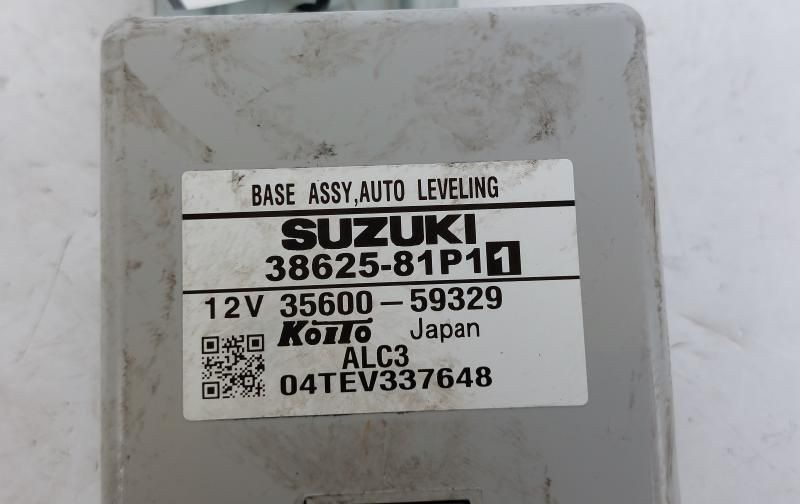 BASE ASSY,AUTO LEVELING
SUZUKI
38625-81P11
12V 35600-59329
KOITO Japan
ALC3
04TEV337648